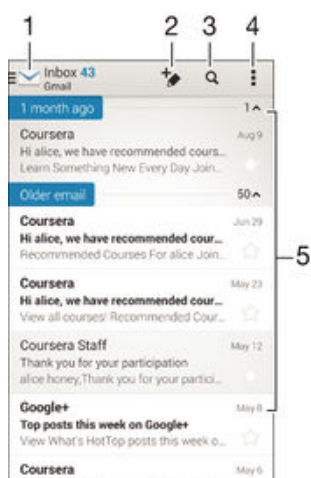 1 2 3 4
Inbox 43
Gmail
1 month ago 1
Coursera Aug 9
Hi alice, we have recommended cours...
Learn Something New Every Day Join...
Older email 50
Coursera Jun 29
Hi alice, we have recommended cour...
Recommended Courses For alice Join...
5
Coursera May 23
Hi alice, we have recommended cour...
View all courses! Recommended Cour...
Coursera Staff May 12
Thank you for your participation
alice honey,Thank you for your partici...
Google+ May 8
Top posts this week on Google+
View What's HotTop posts this week o...
Coursera May 6